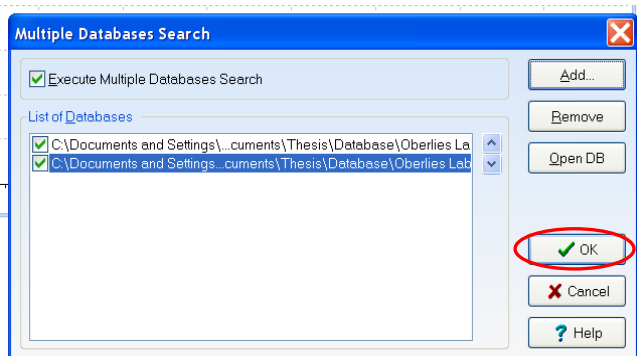 Multiple Databases Search
Execute Multiple Databases Search
List of Databases
C:\Documents and Settings\...cuments\Thesis\Database\Oberlies La
C:\Documents and Settings...cuments\Thesis\Database\Oberlies Lab
Add...
Remove
Open DB
OK
Cancel
Help